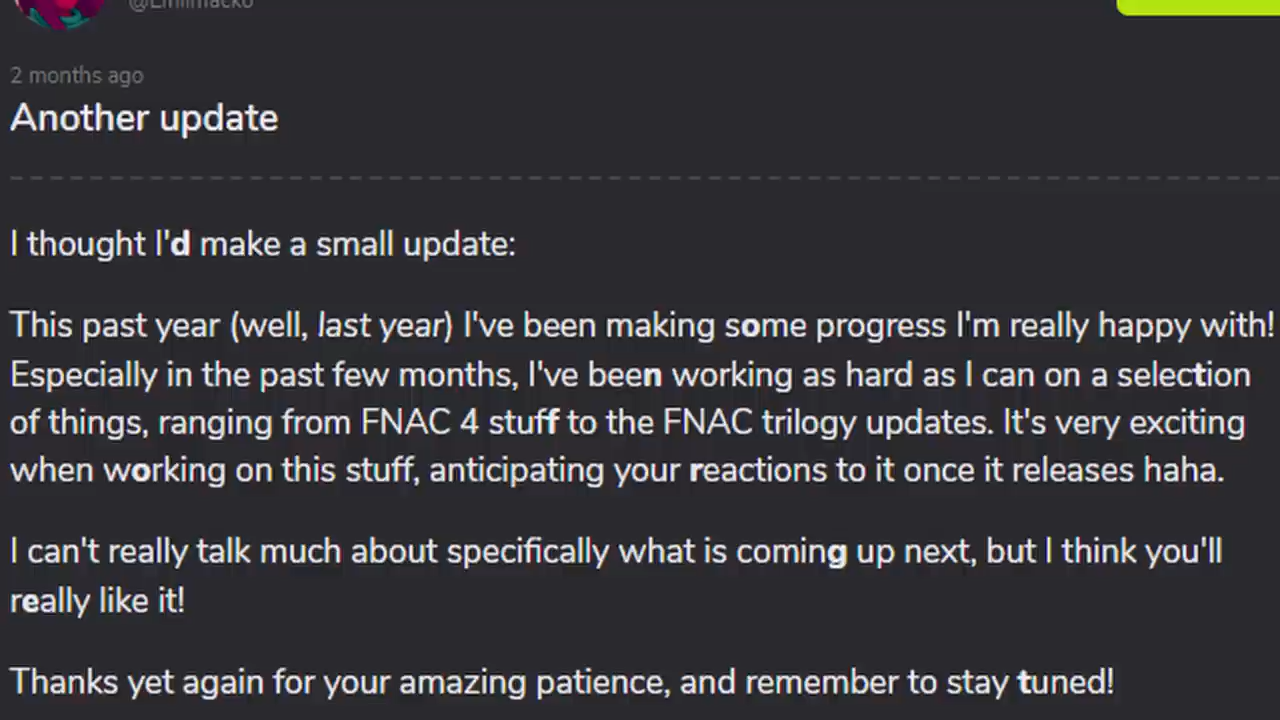 @Emilmacko
2 months ago
Another update
I thought I'd make a small update:
This past year (well, last year) I've been making some progress I'm really happy with!
Especially in the past few months, I've been working as hard as I can on a selection
of things, ranging from FNAC 4 stuff to the FNAC trilogy updates. It's very exciting
when working on this stuff, anticipating your reactions to it once it releases haha.
I can't really talk much about specifically what is coming up next, but I think you'll
really like it!
Thanks yet again for your amazing patience, and remember to stay tuned!